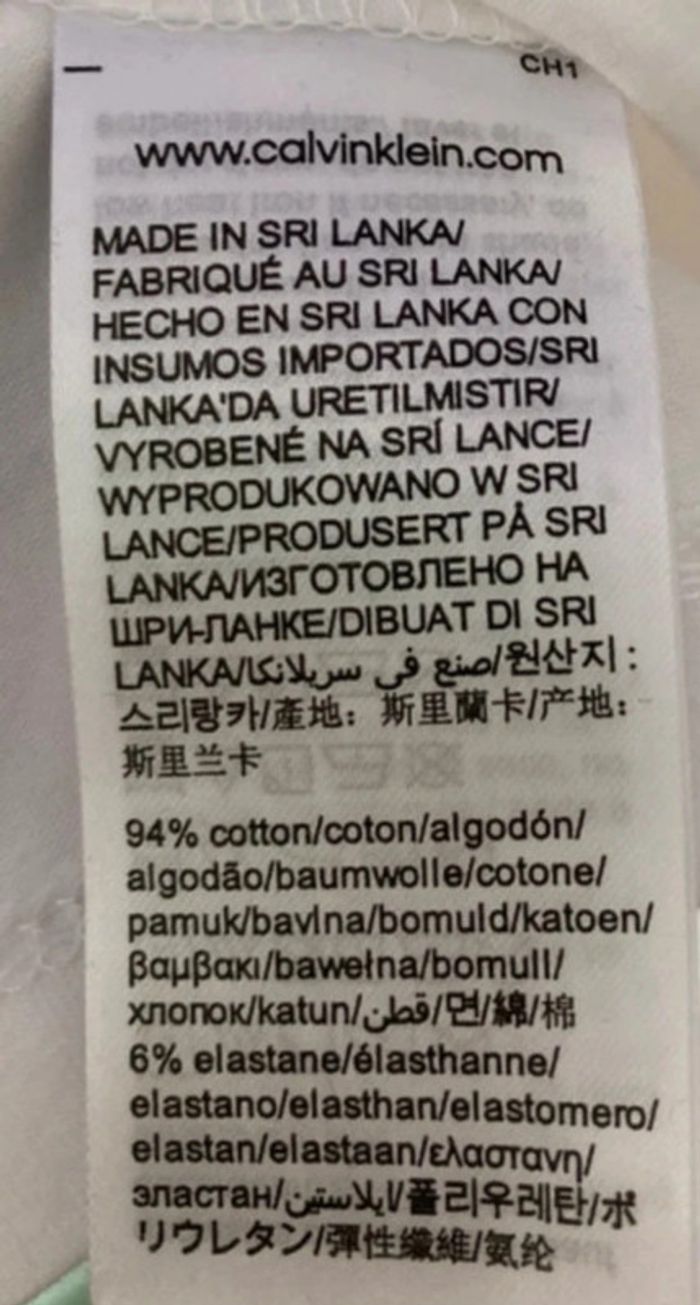 CH1
www.calvinklein.com
MADE IN SRI LANKA/
FABRIQUÉ AU SRI LANKA/
HECHO EN SRI LANKA CON
INSUMOS IMPORTADOS/SRI
LANKA'DA URETILMISTIR/
VYROBENÉ NA SRÍ LANCE/
WYPRODUKOWANO W SRI
LANCE/PRODUSERT PÅ SRI
LANKA/ИЗГОТОВЛЕНО НА
ШРИ-ЛАНКЕ/DIBUAT DI SRI
LANKA/صنع في سريلانكا/원산지:
스리랑카/產地：斯里蘭卡/产地：
斯里兰卡
94% cotton/coton/algodón/
algodão/baumwolle/cotone/
pamuk/bavlna/bomuld/katoen/
βαμβακι/bawełna/bomull/
хлопок/katun/قطن/면/綿/棉
6% elastane/élasthanne/
elastano/elasthan/elastomero/
elastan/elastaan/ελαστανη/
эластан/ايلاستين/폴리우레탄/ポ
リウレタン/彈性纖維/氨纶